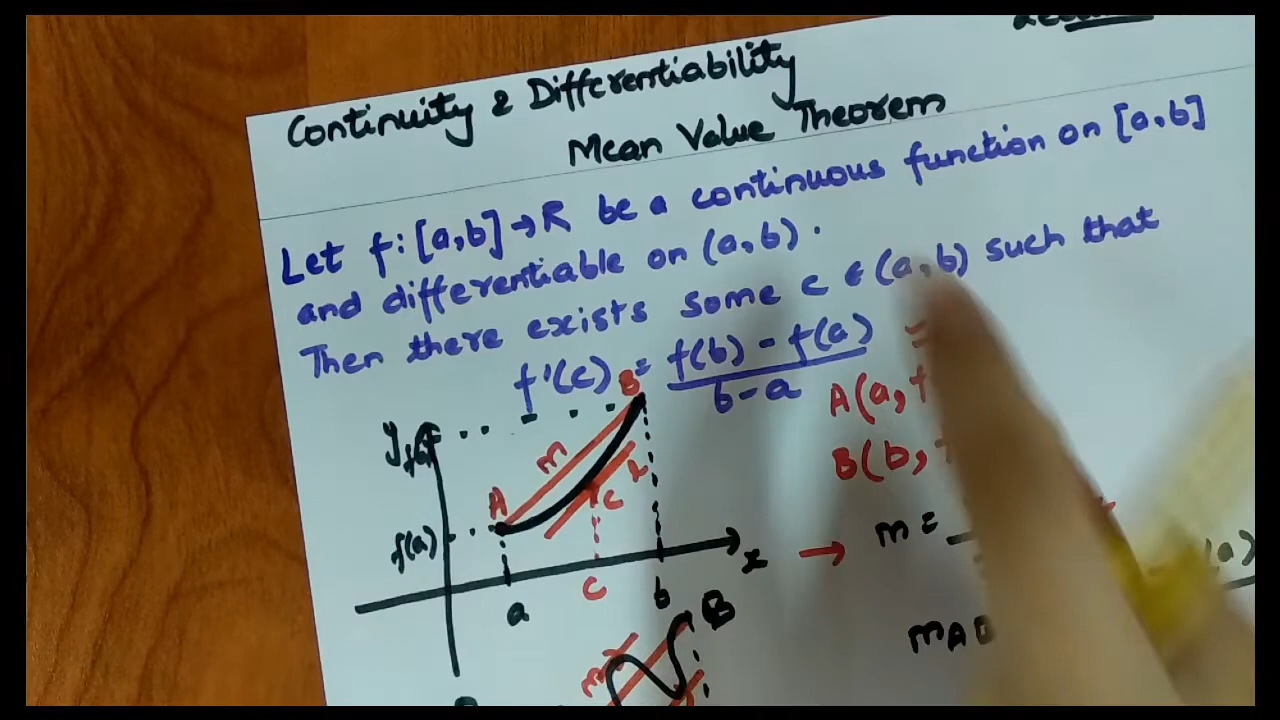 Continuity & Differentiability
Mean Value Theorem
Let f: [a,b] → R be a continuous function on [a,b]
and differentiable on (a,b).
Then there exists some c ∈ (a,b) such that
f'(c) = f(b) - f(a) / b - a
A(a, f
B(b, f
y
f(b)
B
m
A
c
f(a)
x
→ m =
(a)
a
c
b
B
m
mAB